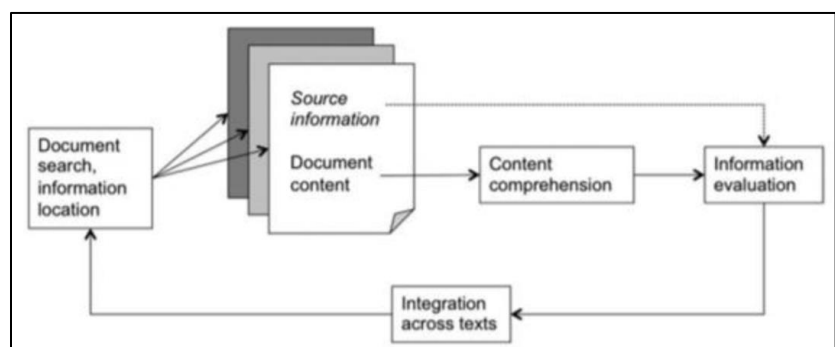 Document
search,
information
location
Source
information
Document
content
Content
comprehension
Information
evaluation
Integration
across texts